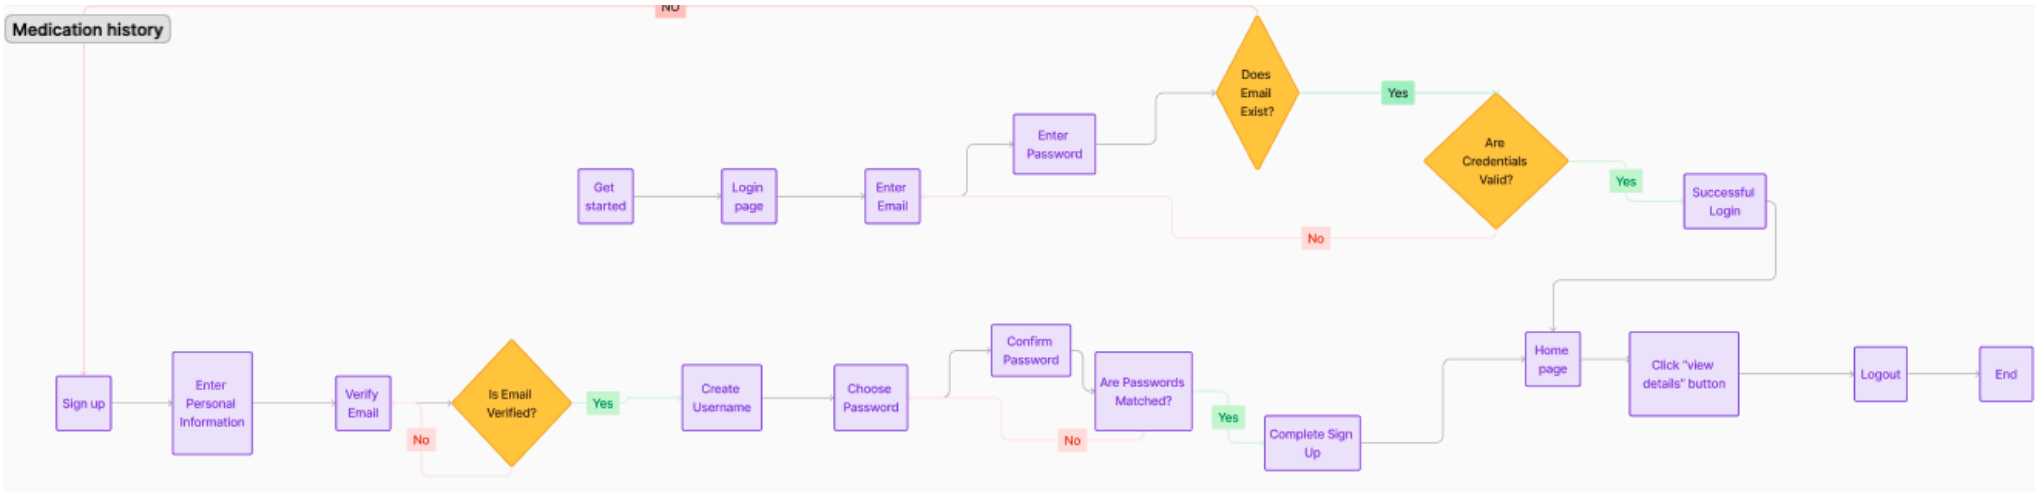 NO
Medication history
Does
Email
Exist?
Yes
Enter
Password
Are
Credentials
Valid?
Get
started
Login
page
Enter
Email
Yes
Successful
Login
No
Confirm
Password
Home
page
Click "view
details" button
Logout
End
Sign up
Enter
Personal
Information
Verify
Email
Is Email
Verified?
No
Yes
Create
Username
Choose
Password
Are Passwords
Matched?
No
Yes
Complete Sign
Up